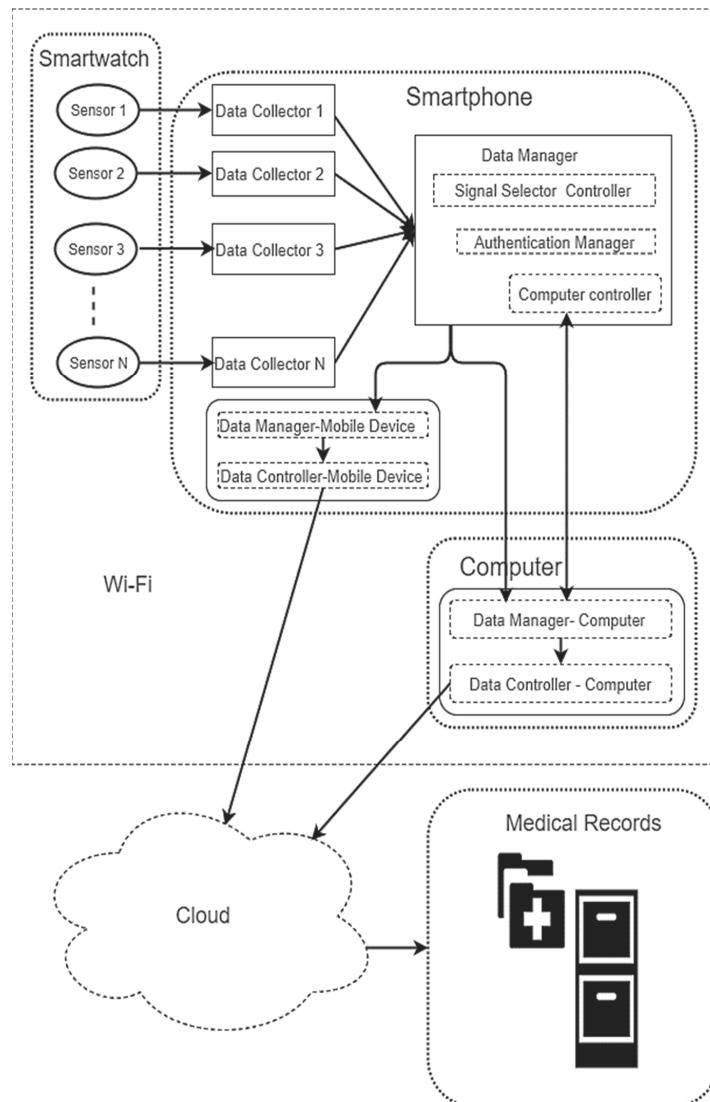 Smartwatch
Sensor 1
Sensor 2
Sensor 3
Sensor N
Smartphone
Data Collector 1
Data Collector 2
Data Collector 3
Data Collector N
Data Manager
Signal Selector Controller
Authentication Manager
Computer controller
Data Manager-Mobile Device
Data Controller-Mobile Device
Wi-Fi
Computer
Data Manager- Computer
Data Controller - Computer
Cloud
Medical Records